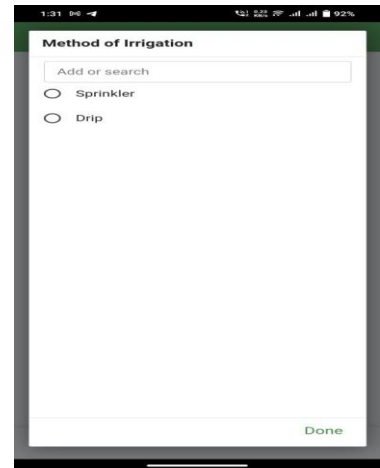 1:31
92%
Method of Irrigation
Add or search
Sprinkler
Drip
Done